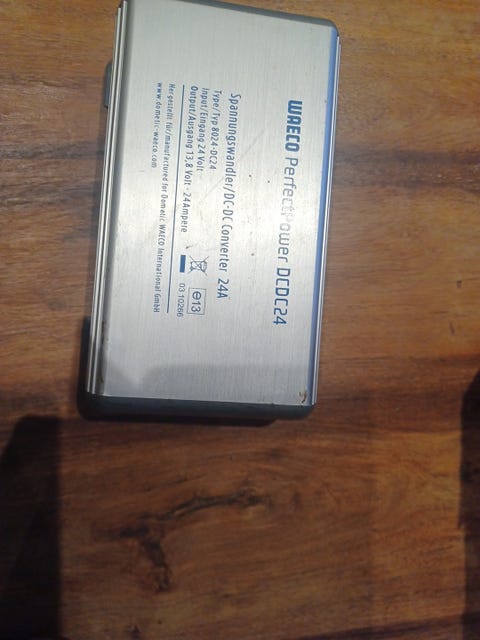 WAECO PerfectPower DCDC24
Spannungswandler/DC-DC Converter 24A
Type/Typ 8024-DC24
Input/Eingang 24 Volt
Output/Ausgang 13,8 Volt - 24 Ampere
e13
03 10266
Hergestellt für/manufactured for Dometic WAECO International GmbH
www.dometic-waeco.com